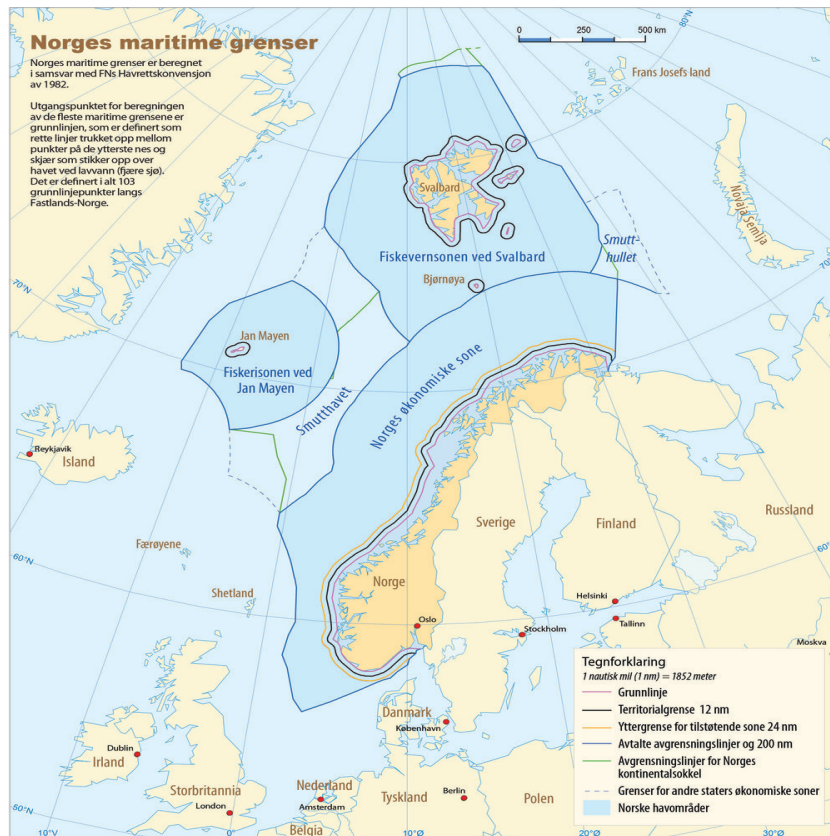 Norges maritime grenser
Norges maritime grenser er beregnet
i samsvar med FNs Havrettskonvensjon
av 1982.
Utgangspunktet for beregningen
av de fleste maritime grensene er
grunnlinjen, som er definert som
rette linjer trukket opp mellom
punkter på de ytterste nes og
skjær som stikker opp over
havet ved lavvann (fjære sjø).
Det er definert i alt 103
grunnlinjepunkter langs
Fastlands-Norge.
0 250 500 km
80°N
Frans Josefs land
Novaja Semlja
Svalbard
Smutt-
hullet
Fiskevernsonen ved Svalbard
Bjørnøya
70°N
70°N
Jan Mayen
Fiskerisonen ved
Jan Mayen
Smutthavet
Norges økonomiske sone
Reykjavik
Island
Sverige
Finland
Russland
Færøyene
60°N
60°
Norge
Shetland
Helsinki
Oslo
Stockholm
Tallinn
Moskva
Danmark
København
Dublin
Irland
Storbritannia
London
Nederland
Amsterdam
Belgia
Tyskland
Berlin
Polen
50°N
10°V
0°
10°Ø
20°Ø
30°Ø
Tegnforklaring
1 nautisk mil (1 nm) = 1852 meter
Grunnlinje
Territorialgrense 12 nm
Yttergrense for tilstøtende sone 24 nm
Avtalte avgrensningslinjer og 200 nm
Avgrensningslinjer for Norges
kontinentalsokkel
Grenser for andre staters økonomiske soner
Norske havområder